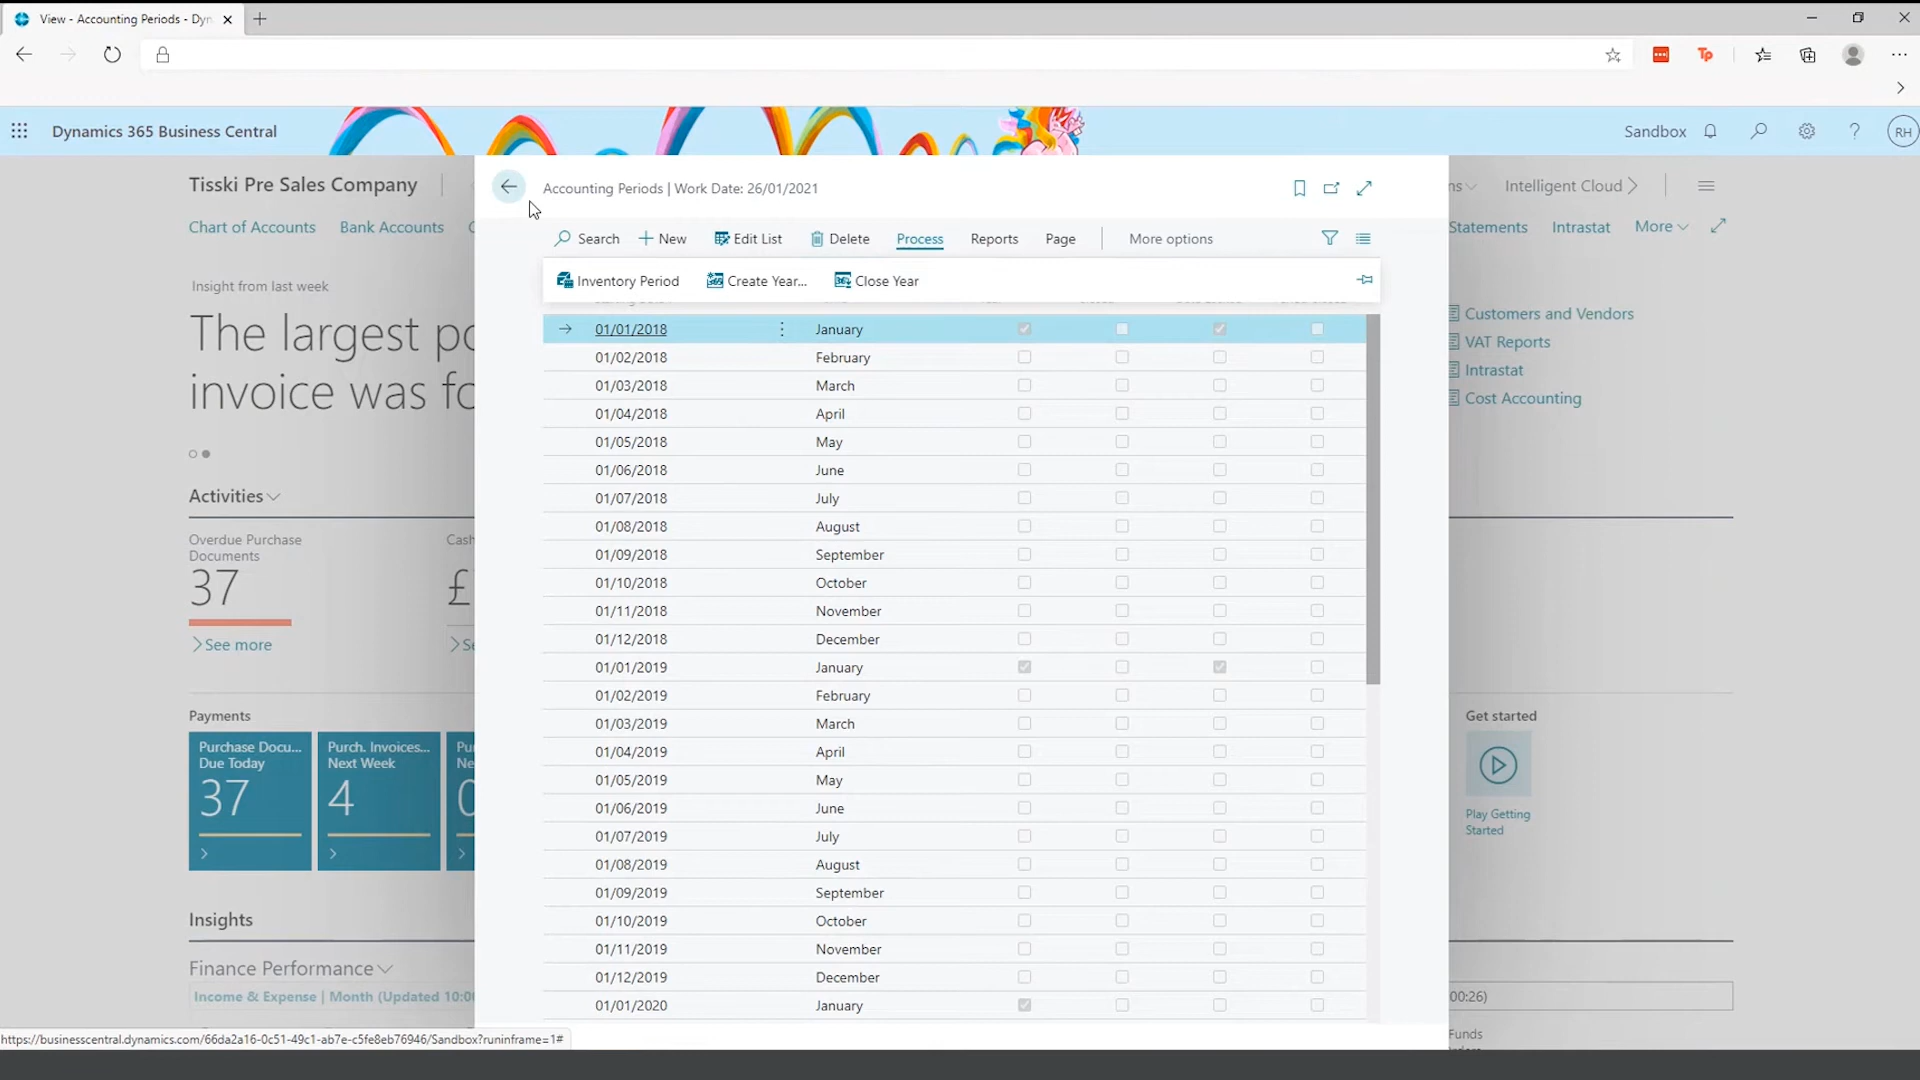 View - Accounting Periods - Dyn
Tp
Dynamics 365 Business Central
Sandbox
RH
Tisski Pre Sales Company
Accounting Periods | Work Date: 26/01/2021
Intelligent Cloud
Chart of Accounts
Bank Accounts
Statements
Intrastat
More
Search
New
Edit List
Delete
Process
Reports
Page
More options
Inventory Period
Create Year...
Close Year
Insight from last week
The largest po
invoice was fo
Customers and Vendors
VAT Reports
Intrastat
Cost Accounting
01/01/2018 January
01/02/2018 February
01/03/2018 March
01/04/2018 April
01/05/2018 May
01/06/2018 June
01/07/2018 July
01/08/2018 August
01/09/2018 September
01/10/2018 October
01/11/2018 November
01/12/2018 December
01/01/2019 January
01/02/2019 February
01/03/2019 March
01/04/2019 April
01/05/2019 May
01/06/2019 June
01/07/2019 July
01/08/2019 August
01/09/2019 September
01/10/2019 October
01/11/2019 November
01/12/2019 December
01/01/2020 January
Activities
Overdue Purchase
Documents
37
See more
Cash
£
Se
Payments
Purchase Docu...
Due Today
37
Purch. Invoices...
Next Week
4
Pu
Ne
0
Get started
Play Getting
Started
Insights
Finance Performance
Income & Expense | Month (Updated 10:0
00:26)
Funds
https://businesscentral.dynamics.com/66da2a16-0c51-49c1-ab7e-c5fe8eb76946/Sandbox?runinframe=1#